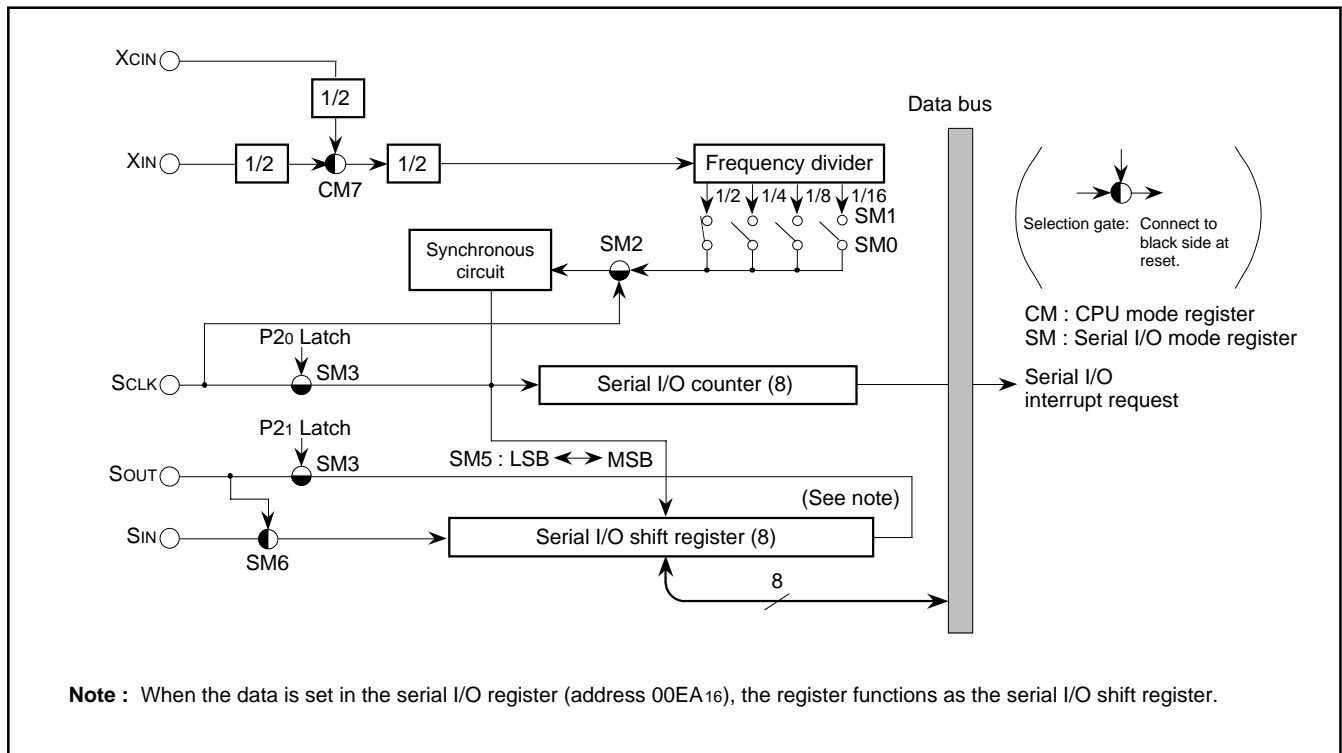 XCIN
1/2
Data bus
XIN
1/2
CM7
1/2
Frequency divider
1/2
1/4
1/8
1/16
SM1
SM0
Selection gate: Connect to
black side at
reset.
Synchronous
circuit
SM2
CM : CPU mode register
SM : Serial I/O mode register
P20 Latch
SCLK
SM3
Serial I/O counter (8)
Serial I/O
interrupt request
P21 Latch
SOUT
SM3
SM5 : LSB ↔ MSB
(See note)
SIN
SM6
Serial I/O shift register (8)
8
Note : When the data is set in the serial I/O register (address 00EA16), the register functions as the serial I/O shift register.